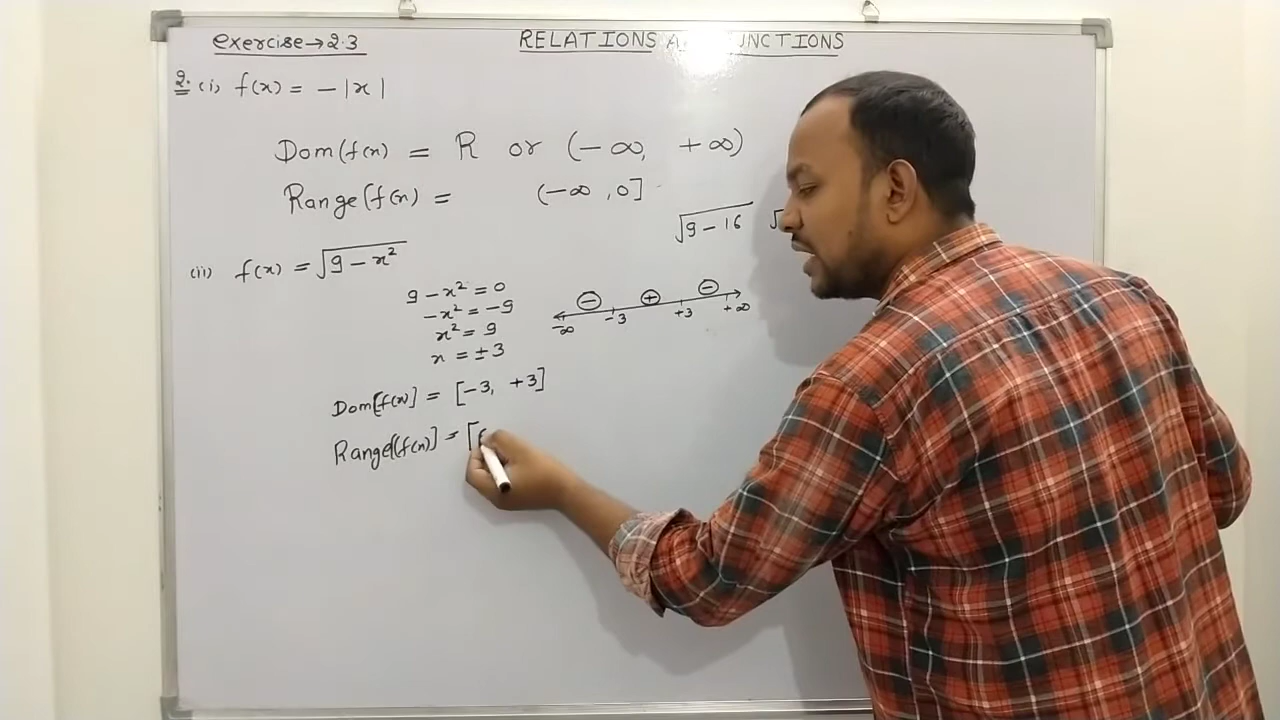 exercise→2.3
RELATIONS A UNCTIONS
2. (i) f(x) = -|x|
Dom(f(x) = R or (-∞, +∞)
Range(f(x) = (-∞, 0]
√9-16 √
(ii) f(x) = √9-x²
9-x² = 0
-x² = -9
x² = 9
x = ±3
⊖ ⊕ ⊖
-∞ -3 +3 +∞
Dom[f(x)] = [-3, +3]
Range[f(x)] = [